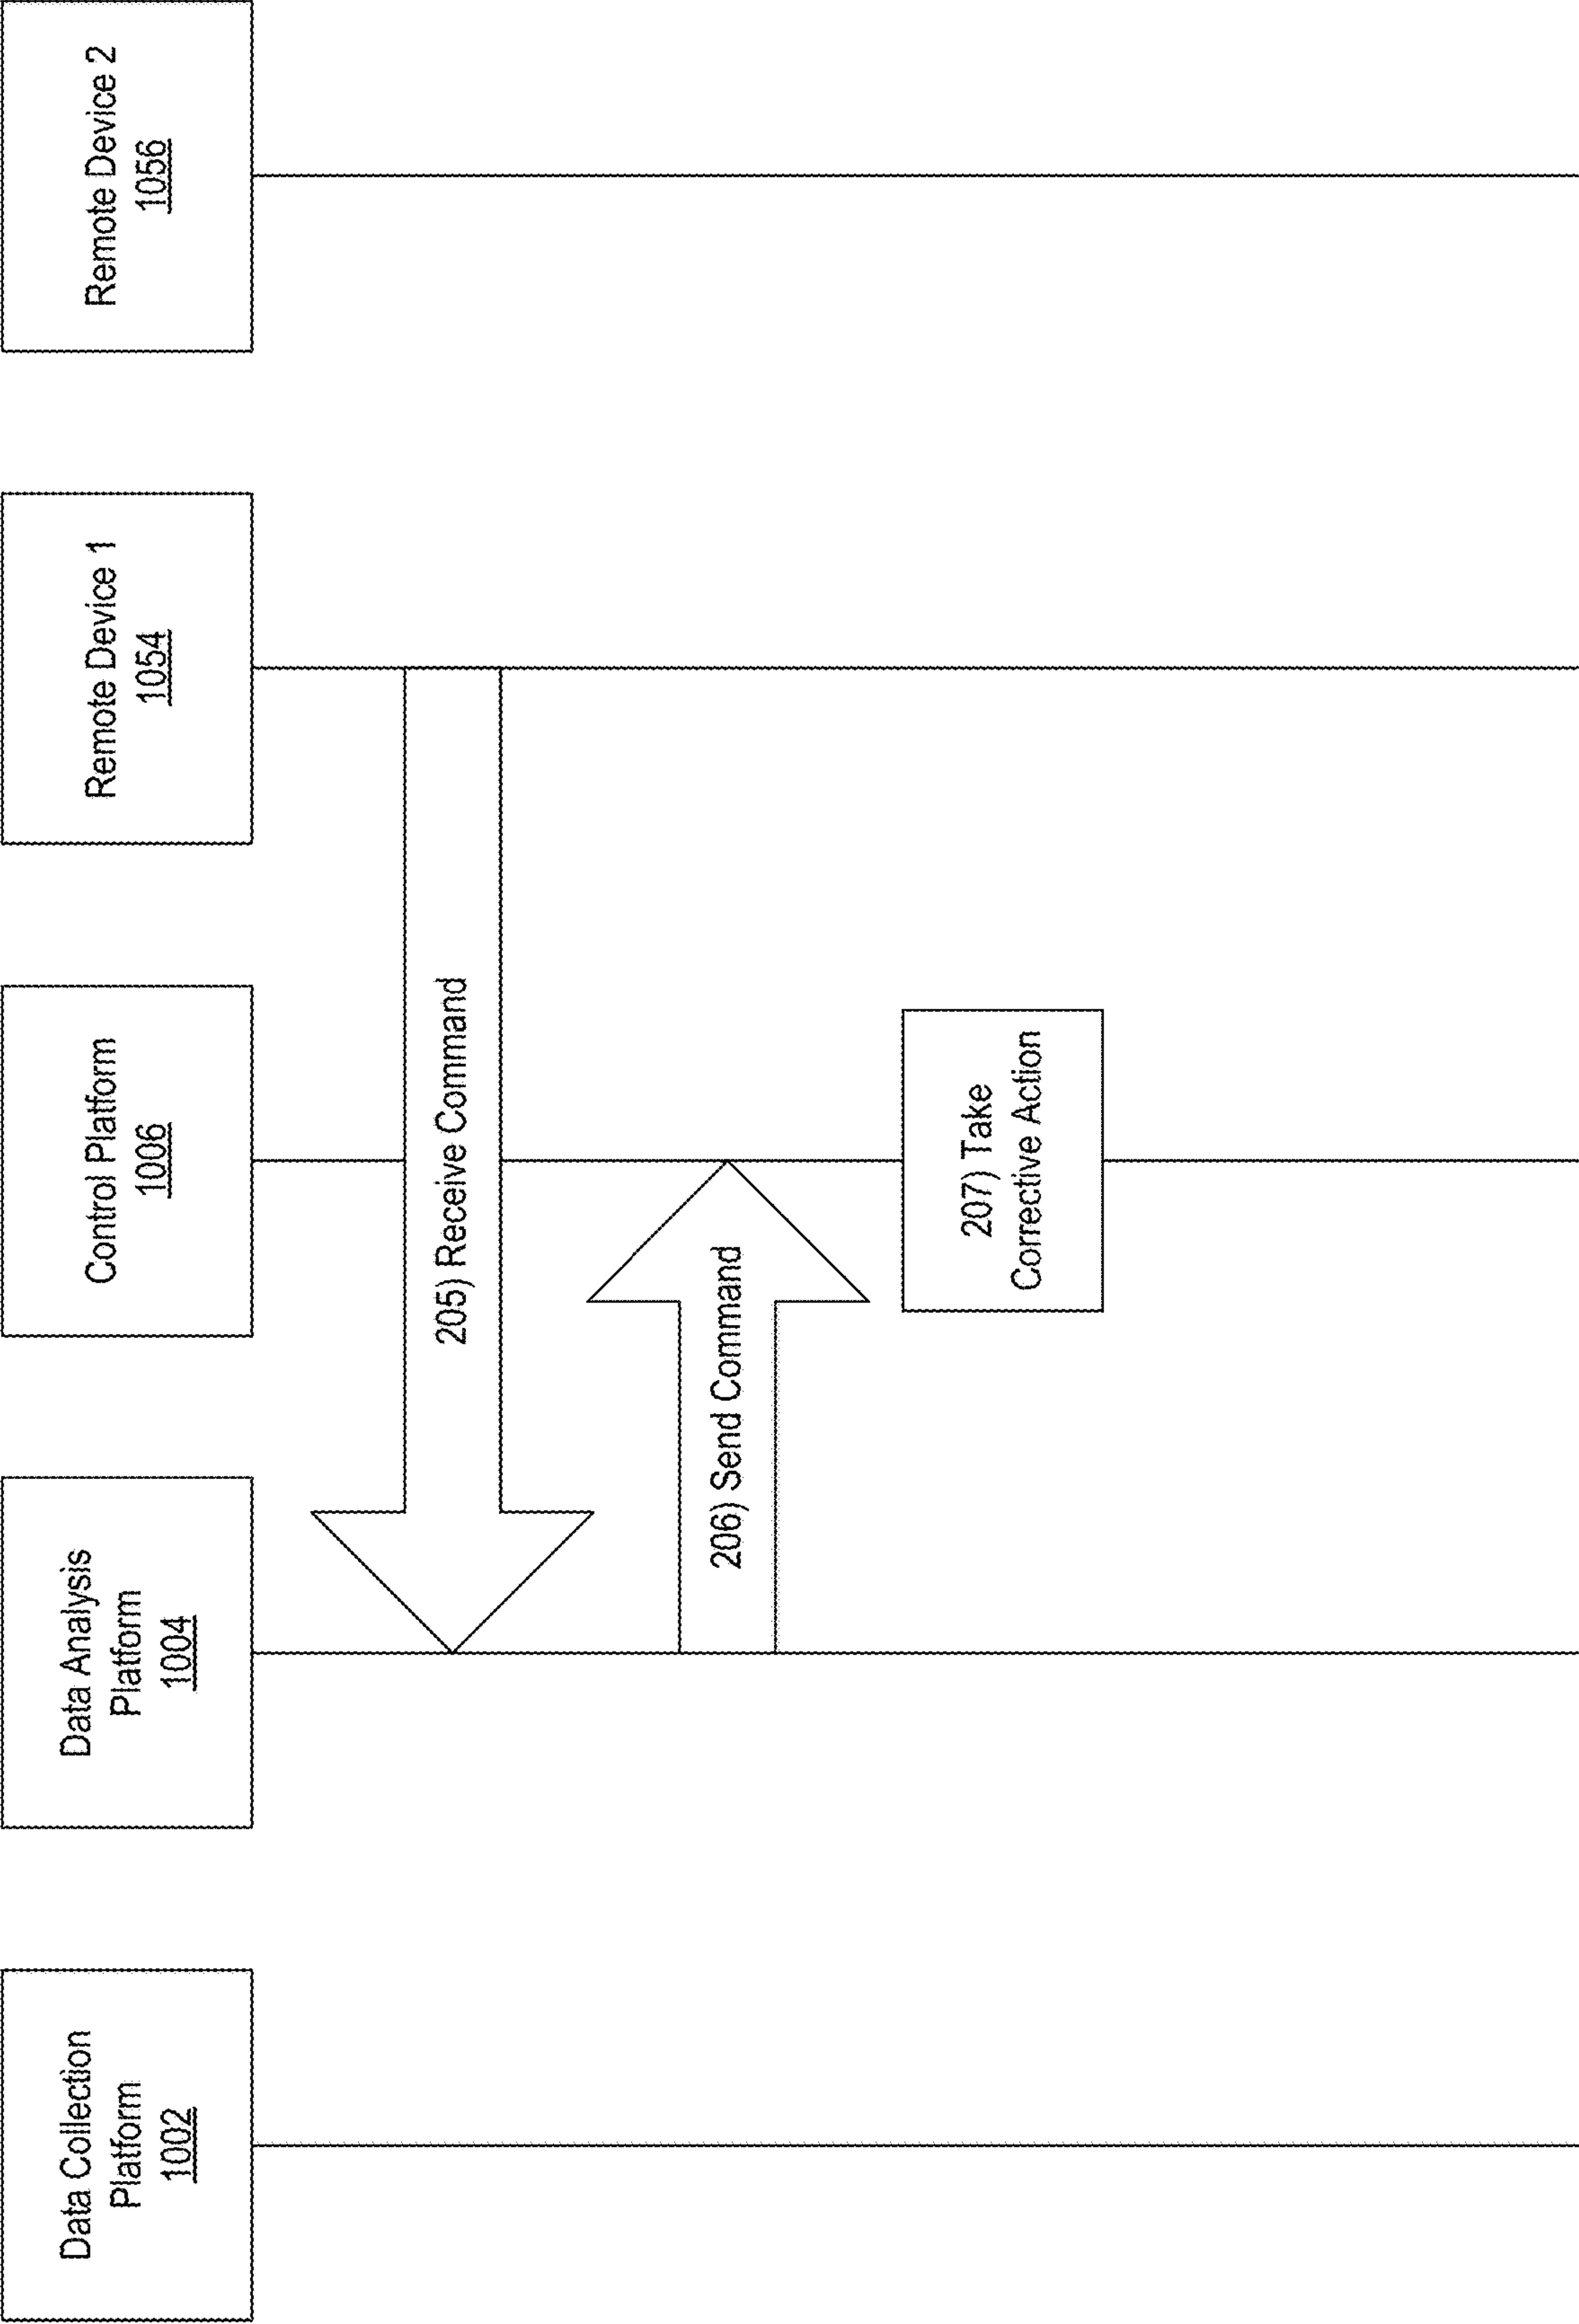 Data Collection
Platform
1002
Data Analysis
Platform
1004
Control Platform
1006
Remote Device 1
1054
Remote Device 2
1056
205) Receive Command
206) Send Command
207) Take
Corrective Action